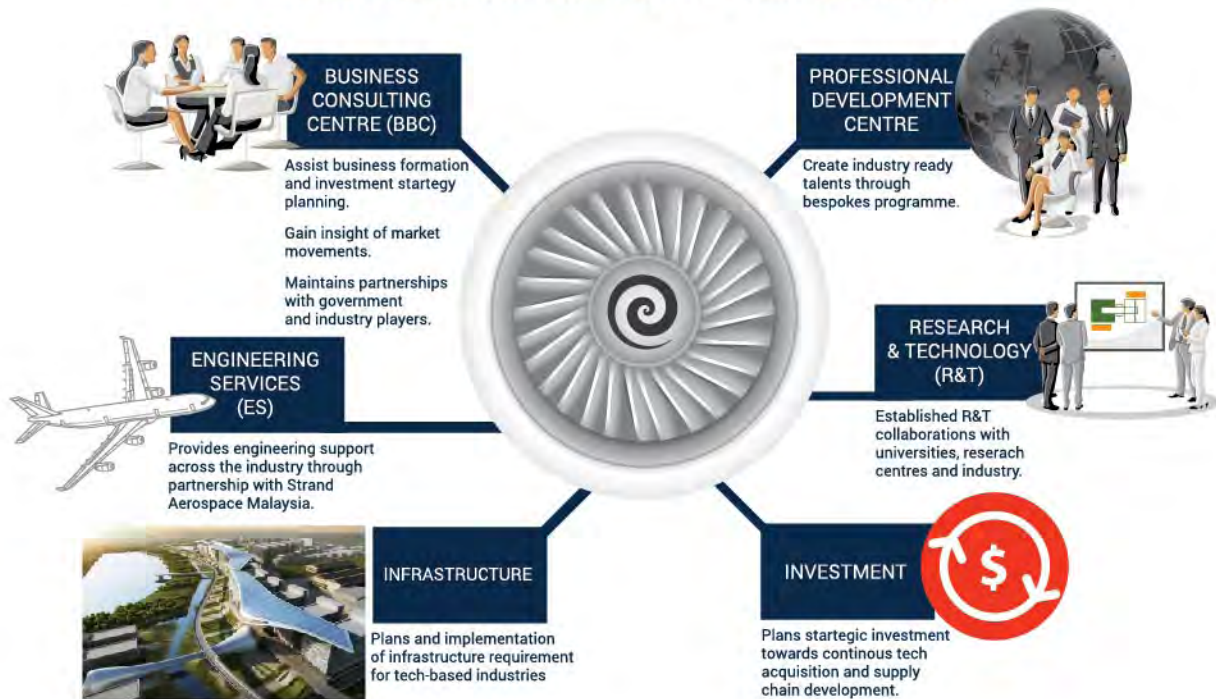 BUSINESS
CONSULTING
CENTRE (BBC)
Assist business formation
and investment startegy
planning.
Gain insight of market
movements.
Maintains partnerships
with government
and industry players.
PROFESSIONAL
DEVELOPMENT
CENTRE
Create industry ready
talents through
bespokes programme.
ENGINEERING
SERVICES
(ES)
Provides engineering support
across the industry through
partnership with Strand
Aerospace Malaysia.
RESEARCH
& TECHNOLOGY
(R&T)
Established R&T
collaborations with
universities, reserach
centres and industry.
INFRASTRUCTURE
Plans and implementation
of infrastructure requirement
for tech-based industries
INVESTMENT
$
Plans startegic investment
towards continous tech
acquisition and supply
chain development.